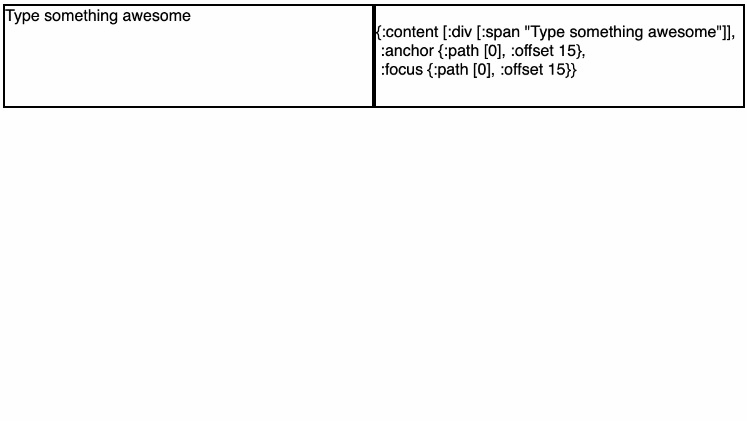 Type something awesome
{:content [:div [:span "Type something awesome"]],
:anchor {:path [0], :offset 15},
:focus {:path [0], :offset 15}}